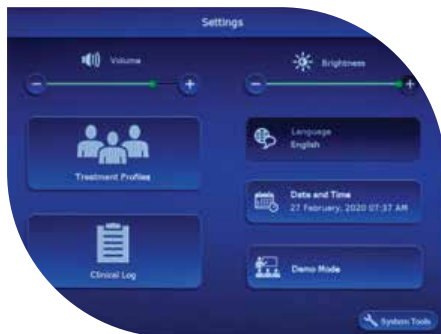 Settings
Volume
Brightness
Treatment Profiles
Language
English
Date and Time
27 February, 2020 07:37 AM
Clinical Log
Demo Mode
System Tools